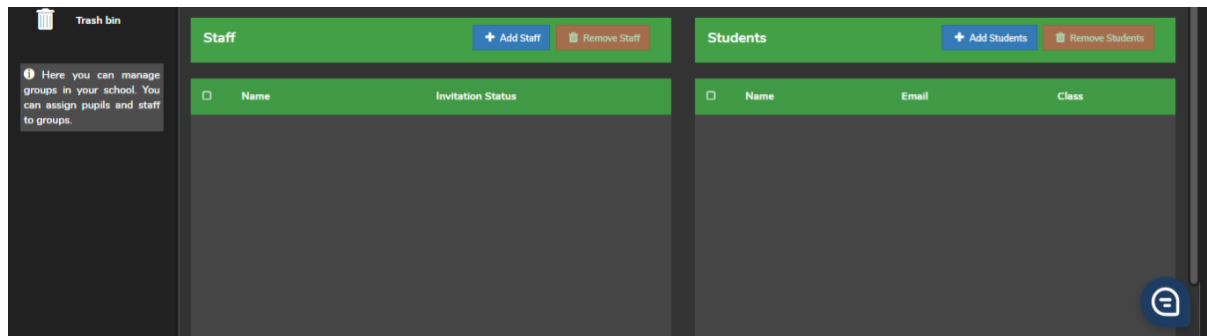 Trash bin
Here you can manage
groups in your school. You
can assign pupils and staff
to groups.
Staff
Add Staff
Remove Staff
Name
Invitation Status
Students
Add Students
Remove Students
Name
Email
Class